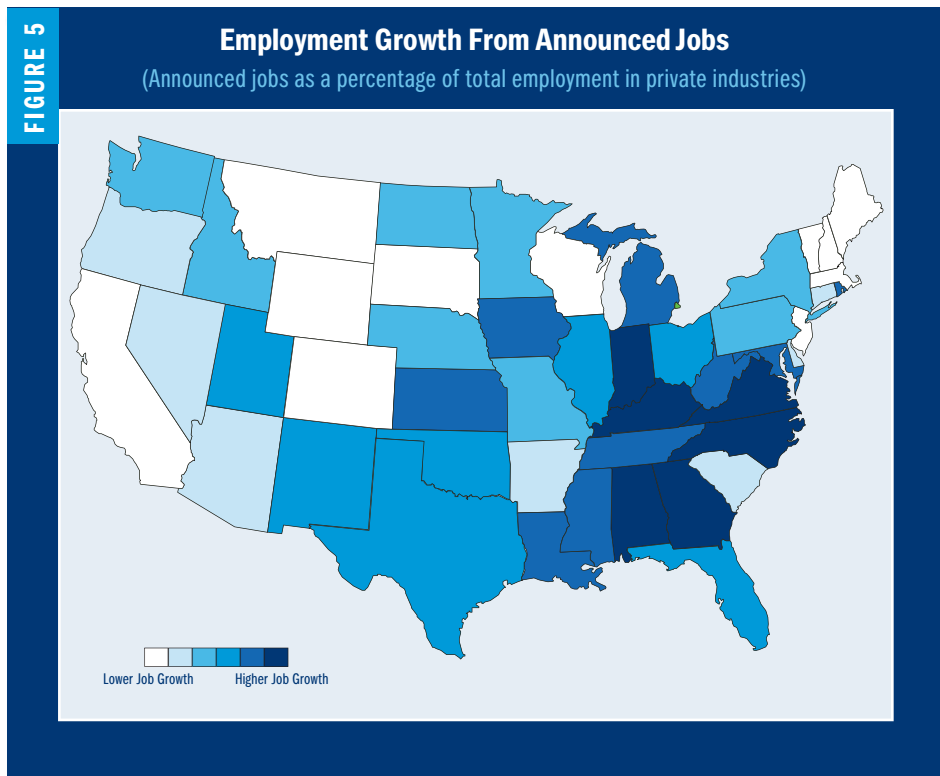 FIGURE 5
Employment Growth From Announced Jobs
(Announced jobs as a percentage of total employment in private industries)
Lower Job Growth
Higher Job Growth